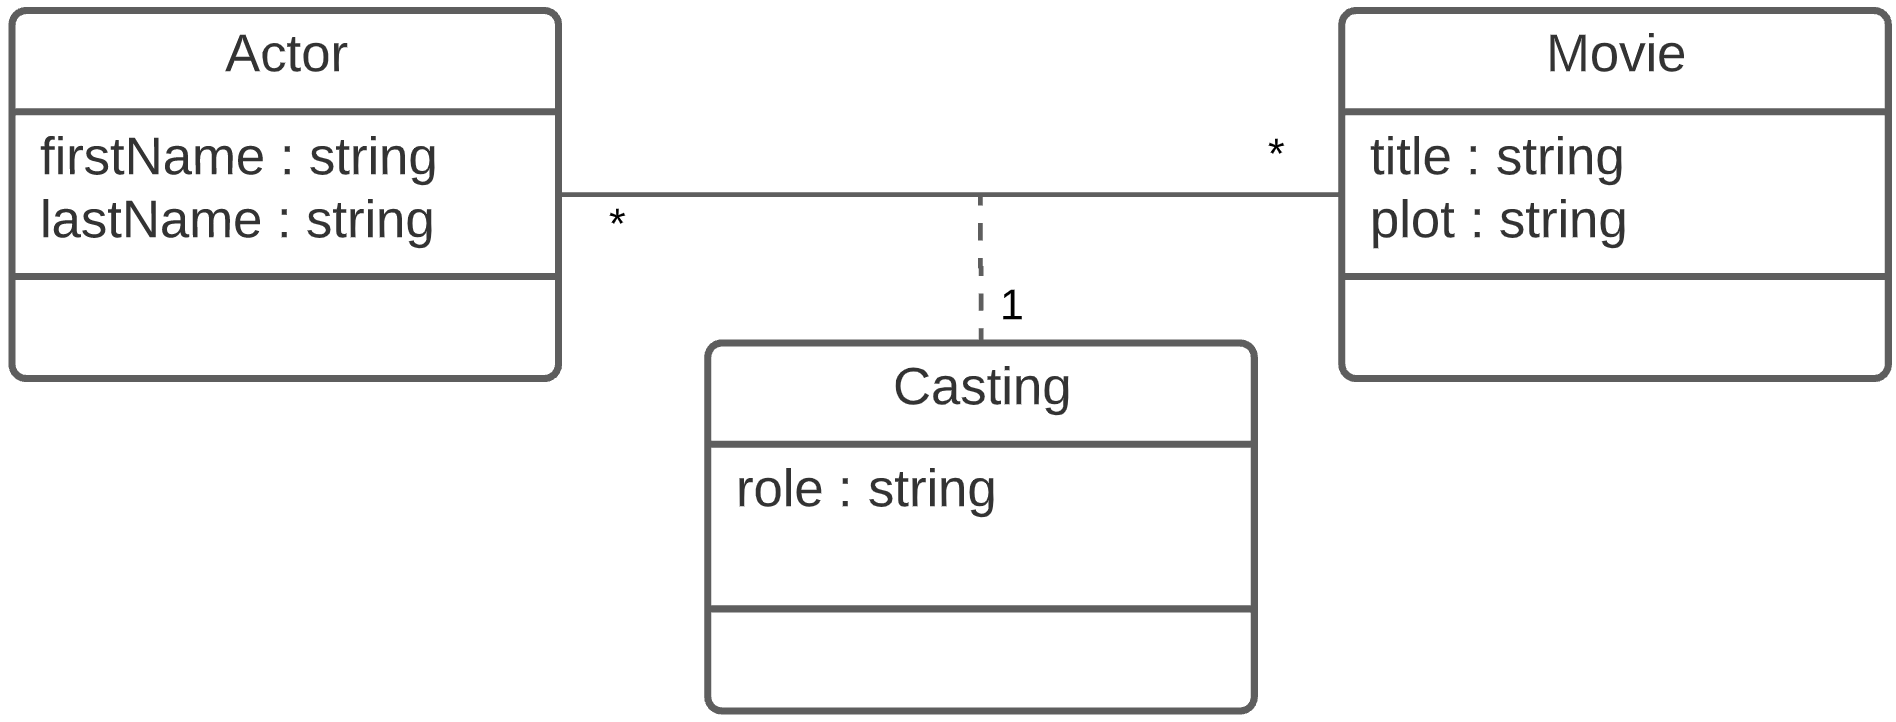 Actor
firstName : string
lastName : string
*
*
Movie
title : string
plot : string
1
Casting
role : string